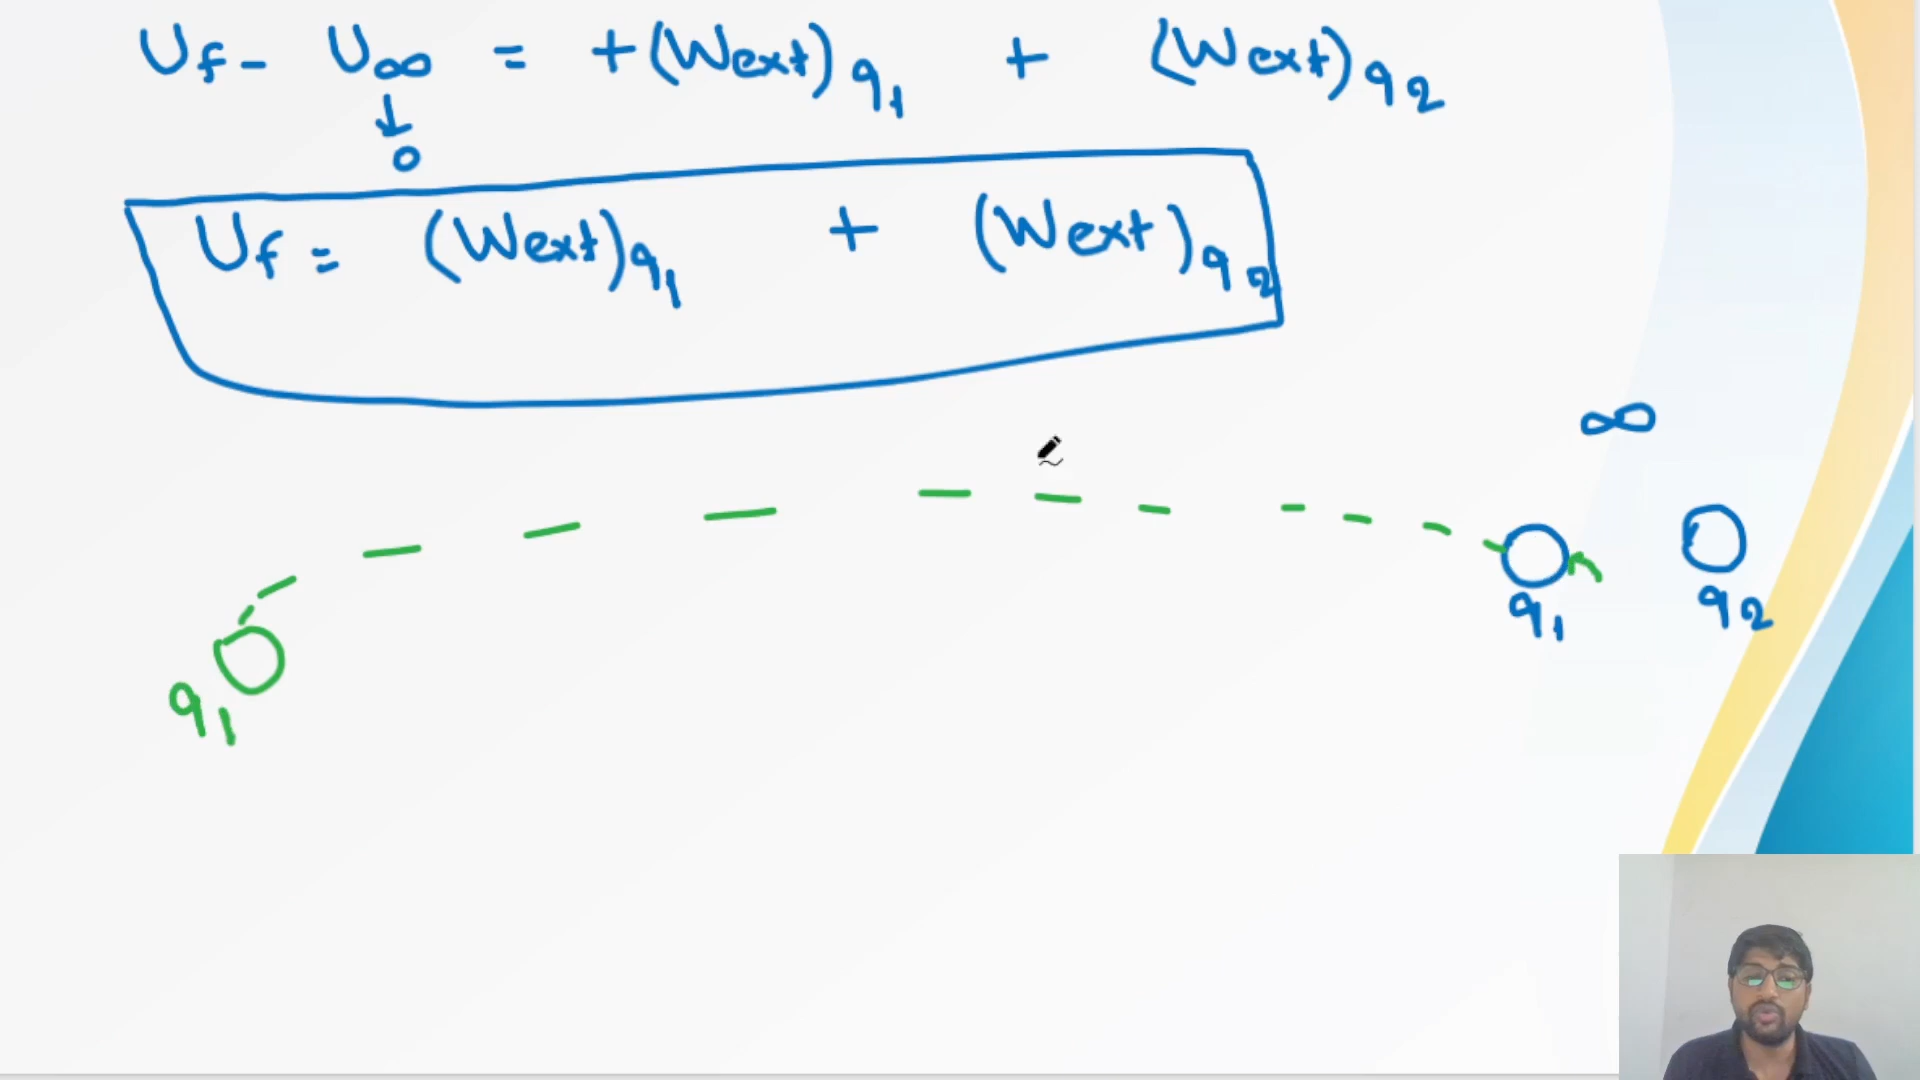 Uf - U∞ = +(Wext)q1 + (Wext)q2
↓
0
Uf = (Wext)q1 + (Wext)q2
∞
q1 q2
q1